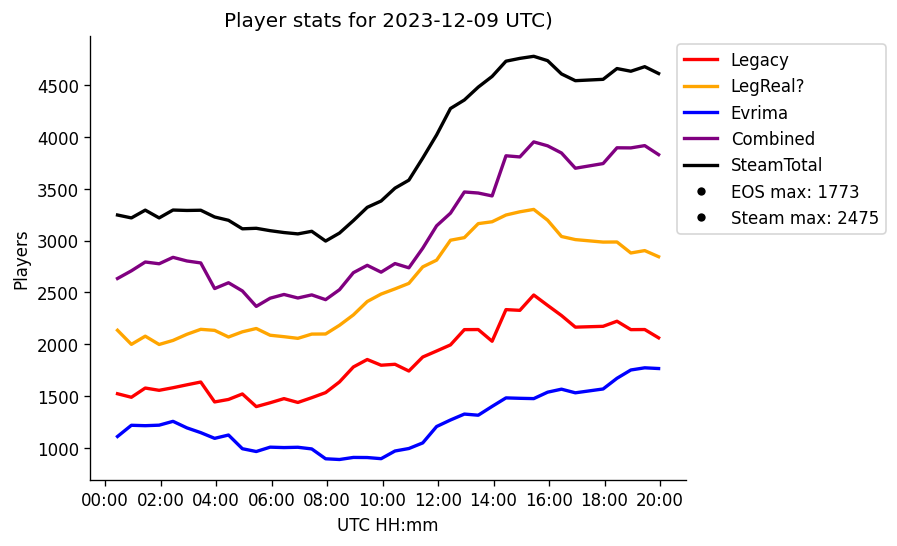 Player stats for 2023-12-09 UTC)
Legacy
LegReal?
Evrima
Combined
SteamTotal
EOS max: 1773
Steam max: 2475
Players
4500
4000
3500
3000
2500
2000
1500
1000
00:00 02:00 04:00 06:00 08:00 10:00 12:00 14:00 16:00 18:00 20:00
UTC HH:mm